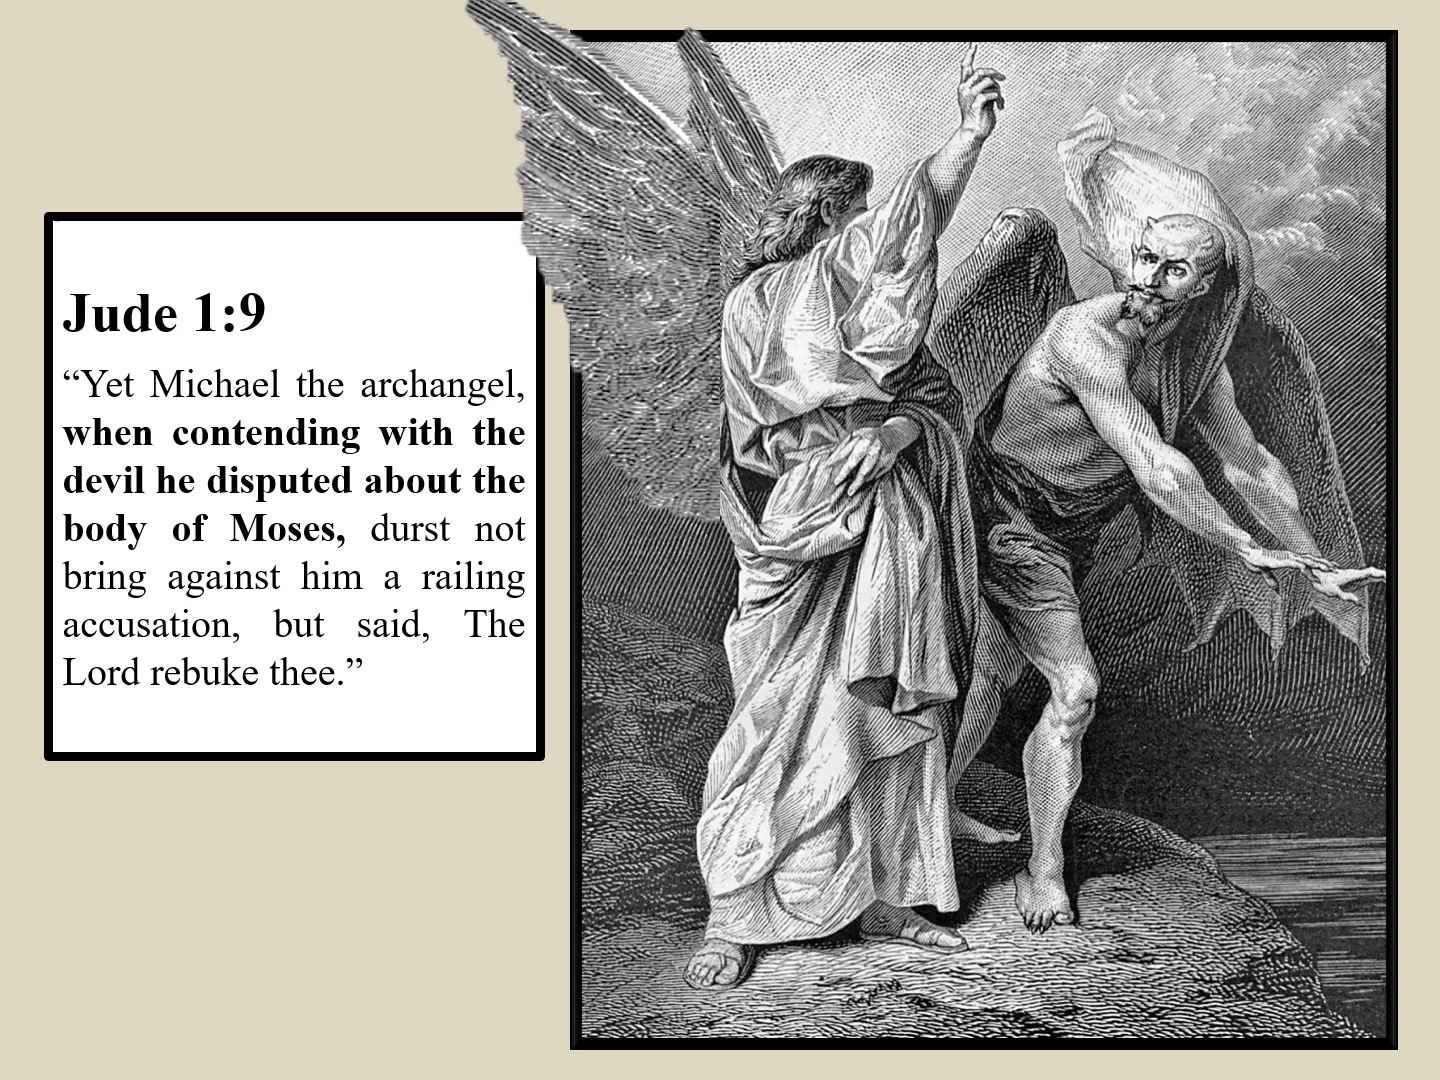 Jude 1:9
“Yet Michael the archangel,
when contending with the
devil he disputed about the
body of Moses, durst not
bring against him a railing
accusation, but said, The
Lord rebuke thee.”